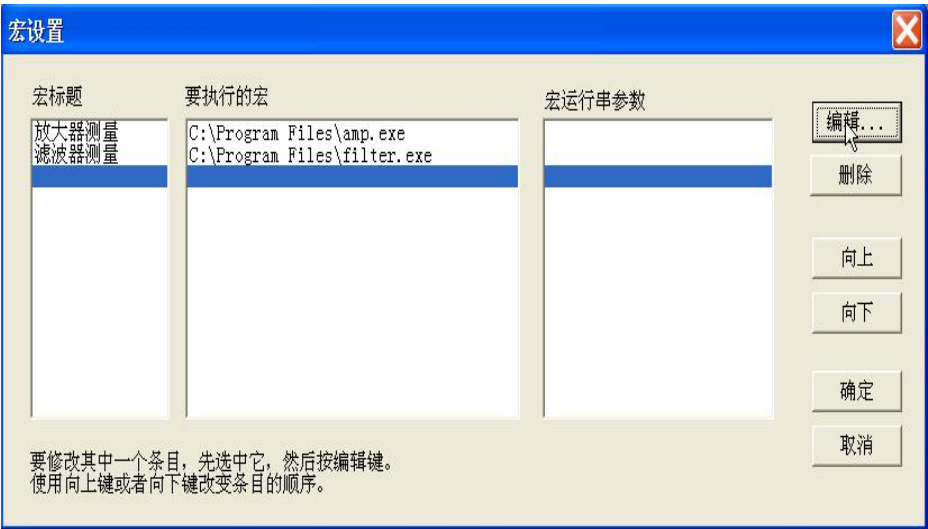 宏设置
宏标题
要执行的宏
宏运行串参数
放大器测量
C:\Program Files\amp.exe
滤波器测量
C:\Program Files\filter.exe
编辑...
删除
向上
向下
确定
取消
要修改其中一个条目，先选中它，然后按编辑键。
使用向上键或者向下键改变条目的顺序。